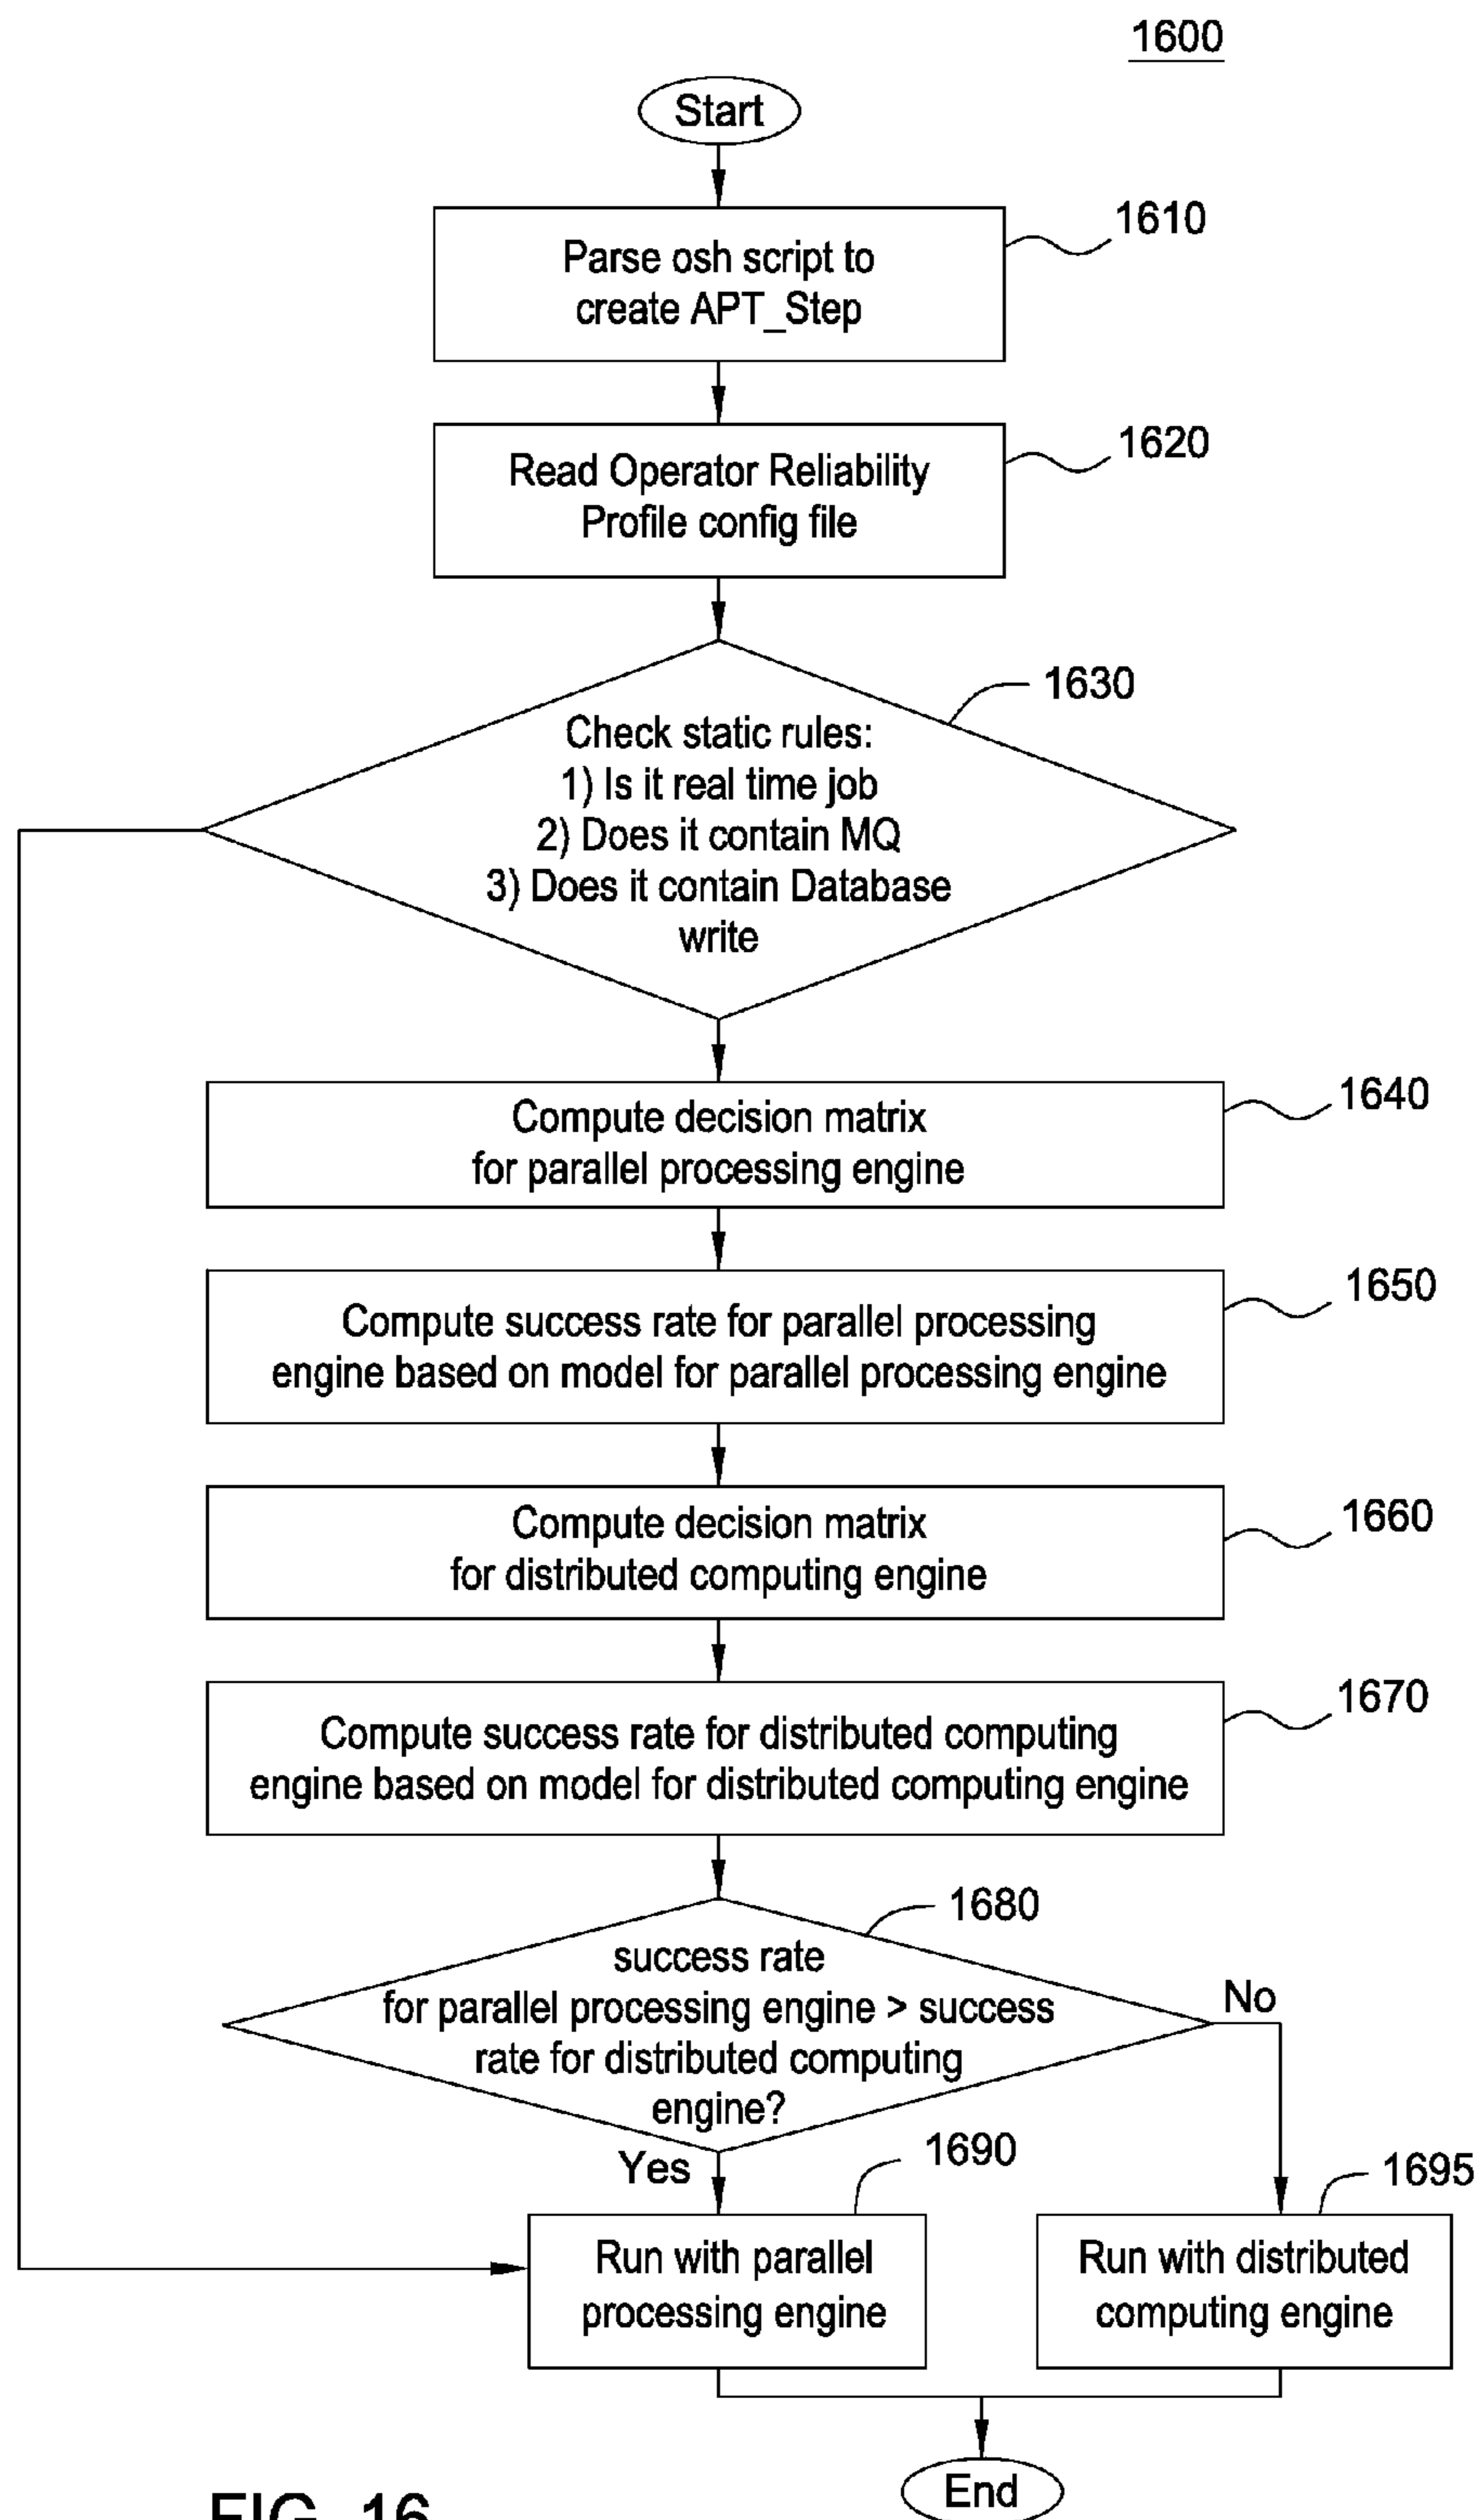 1600
Start
1610
Parse osh script to
create APT_Step
1620
Read Operator Reliability
Profile config file
1630
Check static rules:
1) Is it real time job
2) Does it contain MQ
3) Does it contain Database
write
1640
Compute decision matrix
for parallel processing engine
1650
Compute success rate for parallel processing
engine based on model for parallel processing engine
1660
Compute decision matrix
for distributed computing engine
1670
Compute success rate for distributed computing
engine based on model for distributed computing engine
1680
success rate
for parallel processing engine > success
rate for distributed computing
engine?
No
Yes
1690
1695
Run with parallel
processing engine
Run with distributed
computing engine
End
FIG. 16